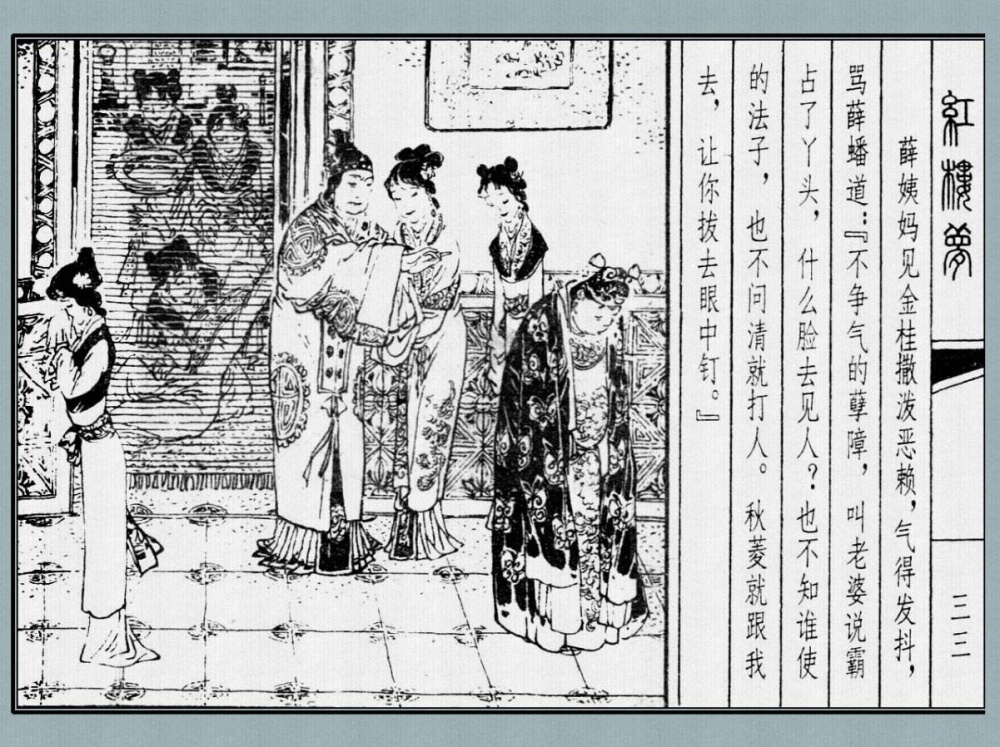 紅樓夢
三三
薛姨妈见金桂撒泼恶赖，气得发抖，
骂薛蟠道：『不争气的孽障，叫老婆说霸
占了丫头，什么脸去见人？也不知谁使
的法子，也不问清就打人。秋菱就跟我
去，让你拔去眼中钉。』